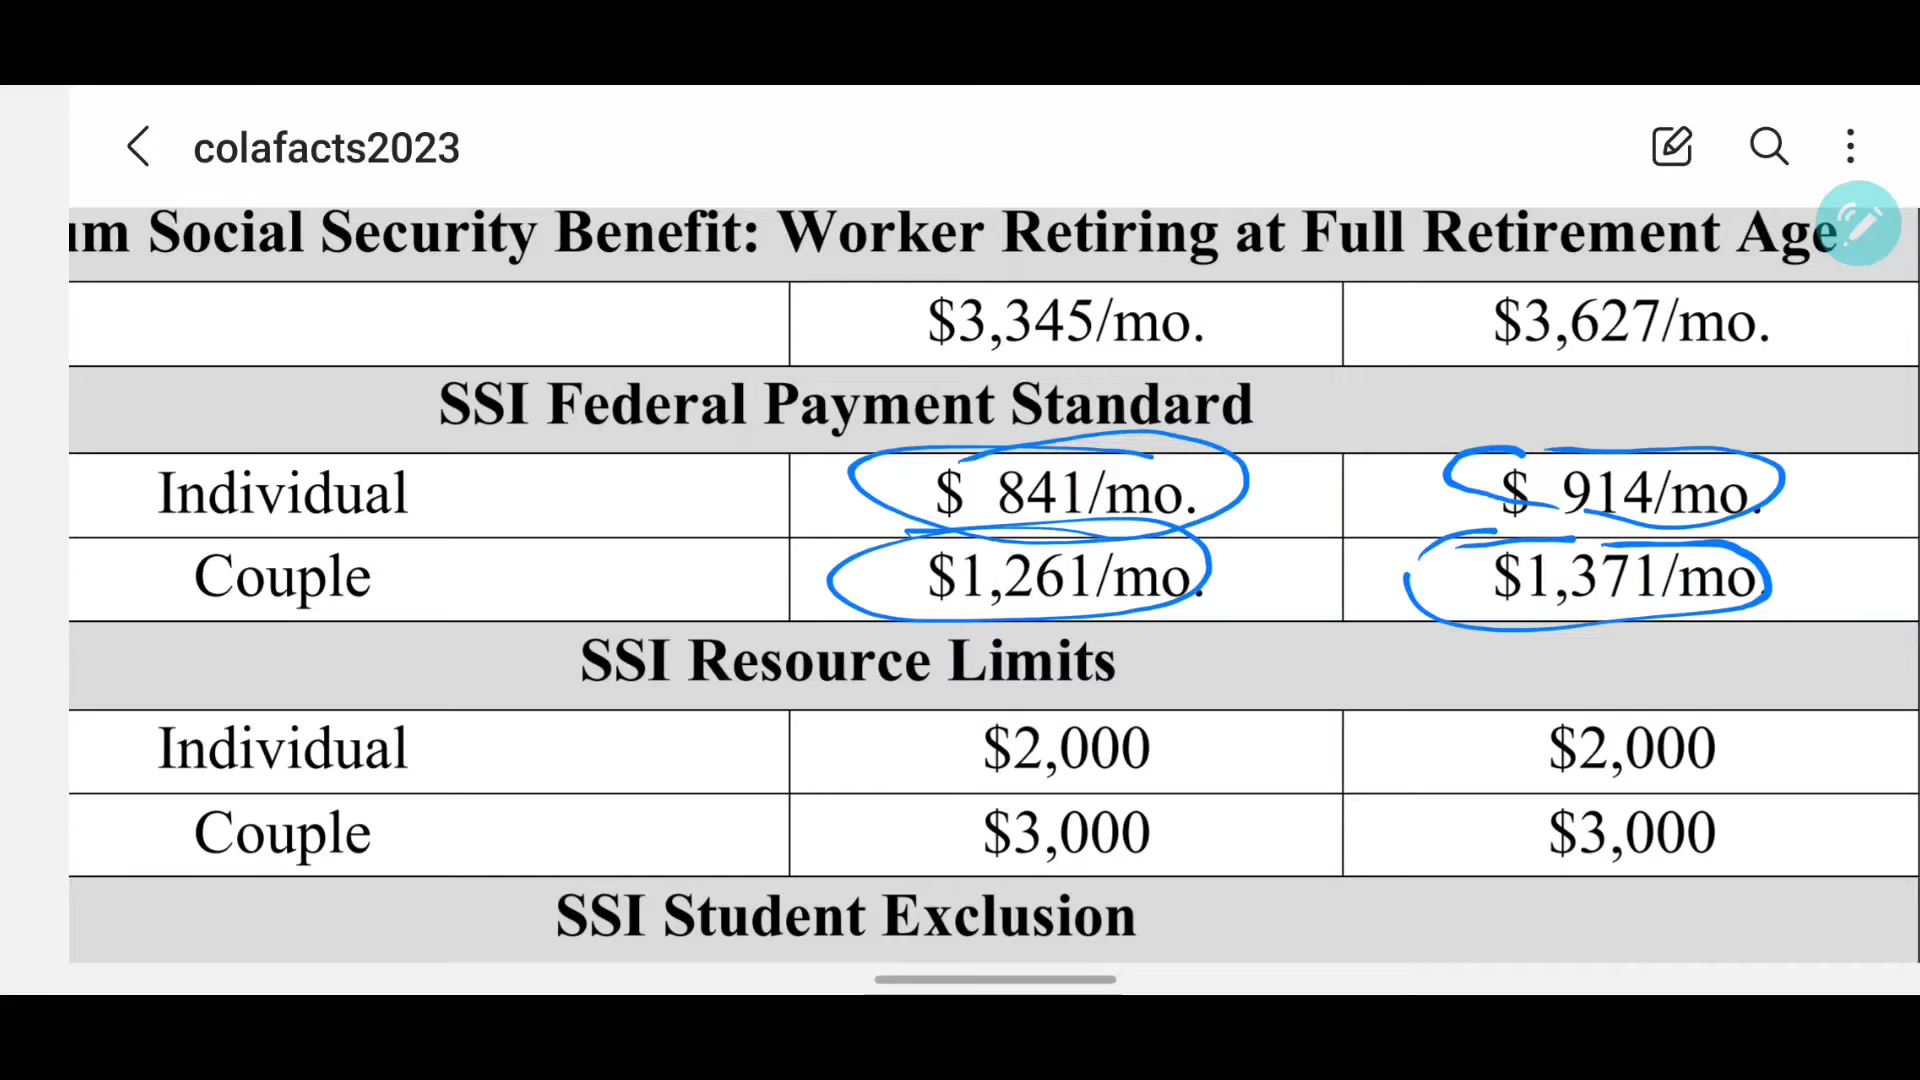 colafacts2023
um Social Security Benefit: Worker Retiring at Full Retirement Age
$3,345/mo. $3,627/mo.
SSI Federal Payment Standard
Individual $ 841/mo. $ 914/mo.
Couple $1,261/mo. $1,371/mo.
SSI Resource Limits
Individual $2,000 $2,000
Couple $3,000 $3,000
SSI Student Exclusion